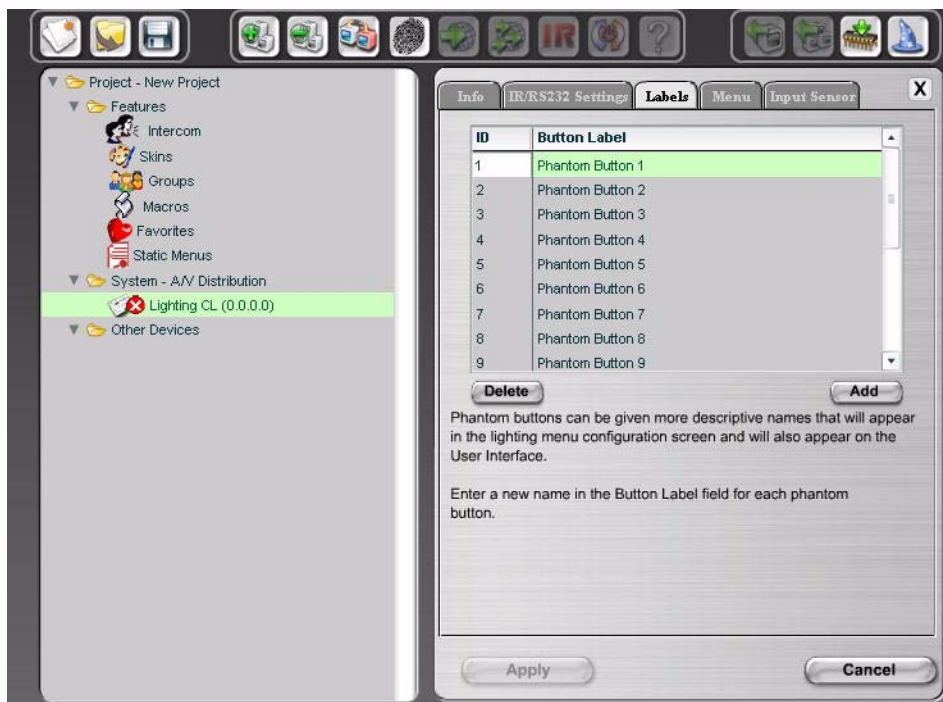 IR
?
Project - New Project
Features
Intercom
Skins
Groups
Macros
Favorites
Static Menus
System - A/V Distribution
Lighting CL (0.0.0.0)
Other Devices
Info IR/RS232 Settings Labels Menu Input Sensor X
ID Button Label
1 Phantom Button 1
2 Phantom Button 2
3 Phantom Button 3
4 Phantom Button 4
5 Phantom Button 5
6 Phantom Button 6
7 Phantom Button 7
8 Phantom Button 8
9 Phantom Button 9
Delete Add
Phantom buttons can be given more descriptive names that will appear
in the lighting menu configuration screen and will also appear on the
User Interface.
Enter a new name in the Button Label field for each phantom
button.
Apply Cancel